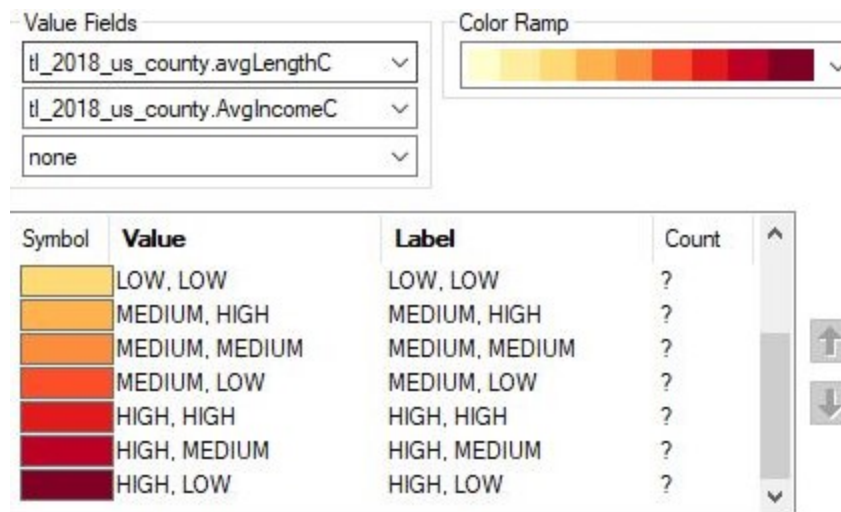 Value Fields
Color Ramp
tl_2018_us_county.avgLengthC
tl_2018_us_county.AvgIncomeC
none
Symbol Value Label Count
LOW, LOW LOW, LOW ?
MEDIUM, HIGH MEDIUM, HIGH ?
MEDIUM, MEDIUM MEDIUM, MEDIUM ?
MEDIUM, LOW MEDIUM, LOW ?
HIGH, HIGH HIGH, HIGH ?
HIGH, MEDIUM HIGH, MEDIUM ?
HIGH, LOW HIGH, LOW ?